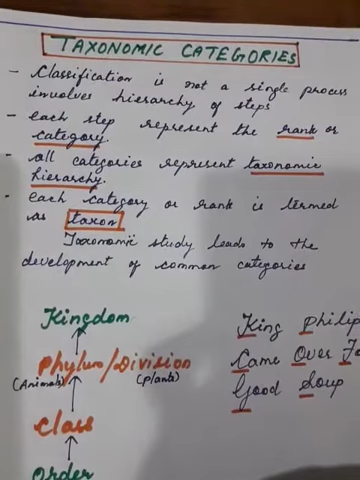 TAXONOMIC CATEGORIES
- Classification is not a single process
involves hierarchy of steps
- each step represent the rank or
category.
- all categories represent taxonomic
hierarchy.
- each category or rank is termed
as taxon
Taxonomic study leads to the
development of common categories
Kingdom
Phylum/Division
(Animals) (plants)
Class
Order
King Philip
Came Over
Good Soup